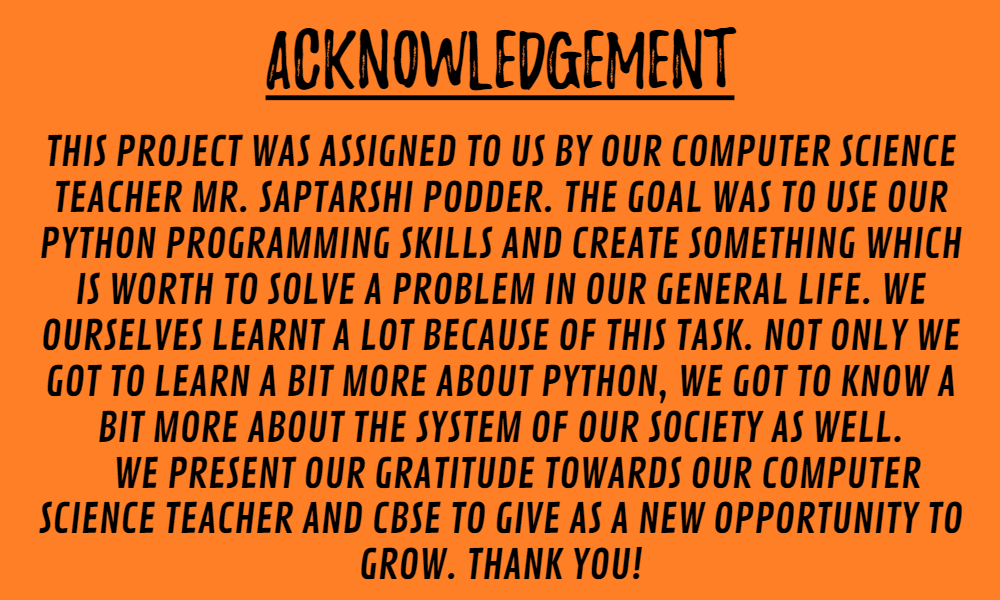 ACKNOWLEDGEMENT
THIS PROJECT WAS ASSIGNED TO US BY OUR COMPUTER SCIENCE
TEACHER MR. SAPTARSHI PODDER. THE GOAL WAS TO USE OUR
PYTHON PROGRAMMING SKILLS AND CREATE SOMETHING WHICH
IS WORTH TO SOLVE A PROBLEM IN OUR GENERAL LIFE. WE
OURSELVES LEARNT A LOT BECAUSE OF THIS TASK. NOT ONLY WE
GOT TO LEARN A BIT MORE ABOUT PYTHON, WE GOT TO KNOW A
BIT MORE ABOUT THE SYSTEM OF OUR SOCIETY AS WELL.
WE PRESENT OUR GRATITUDE TOWARDS OUR COMPUTER
SCIENCE TEACHER AND CBSE TO GIVE AS A NEW OPPORTUNITY TO
GROW. THANK YOU!